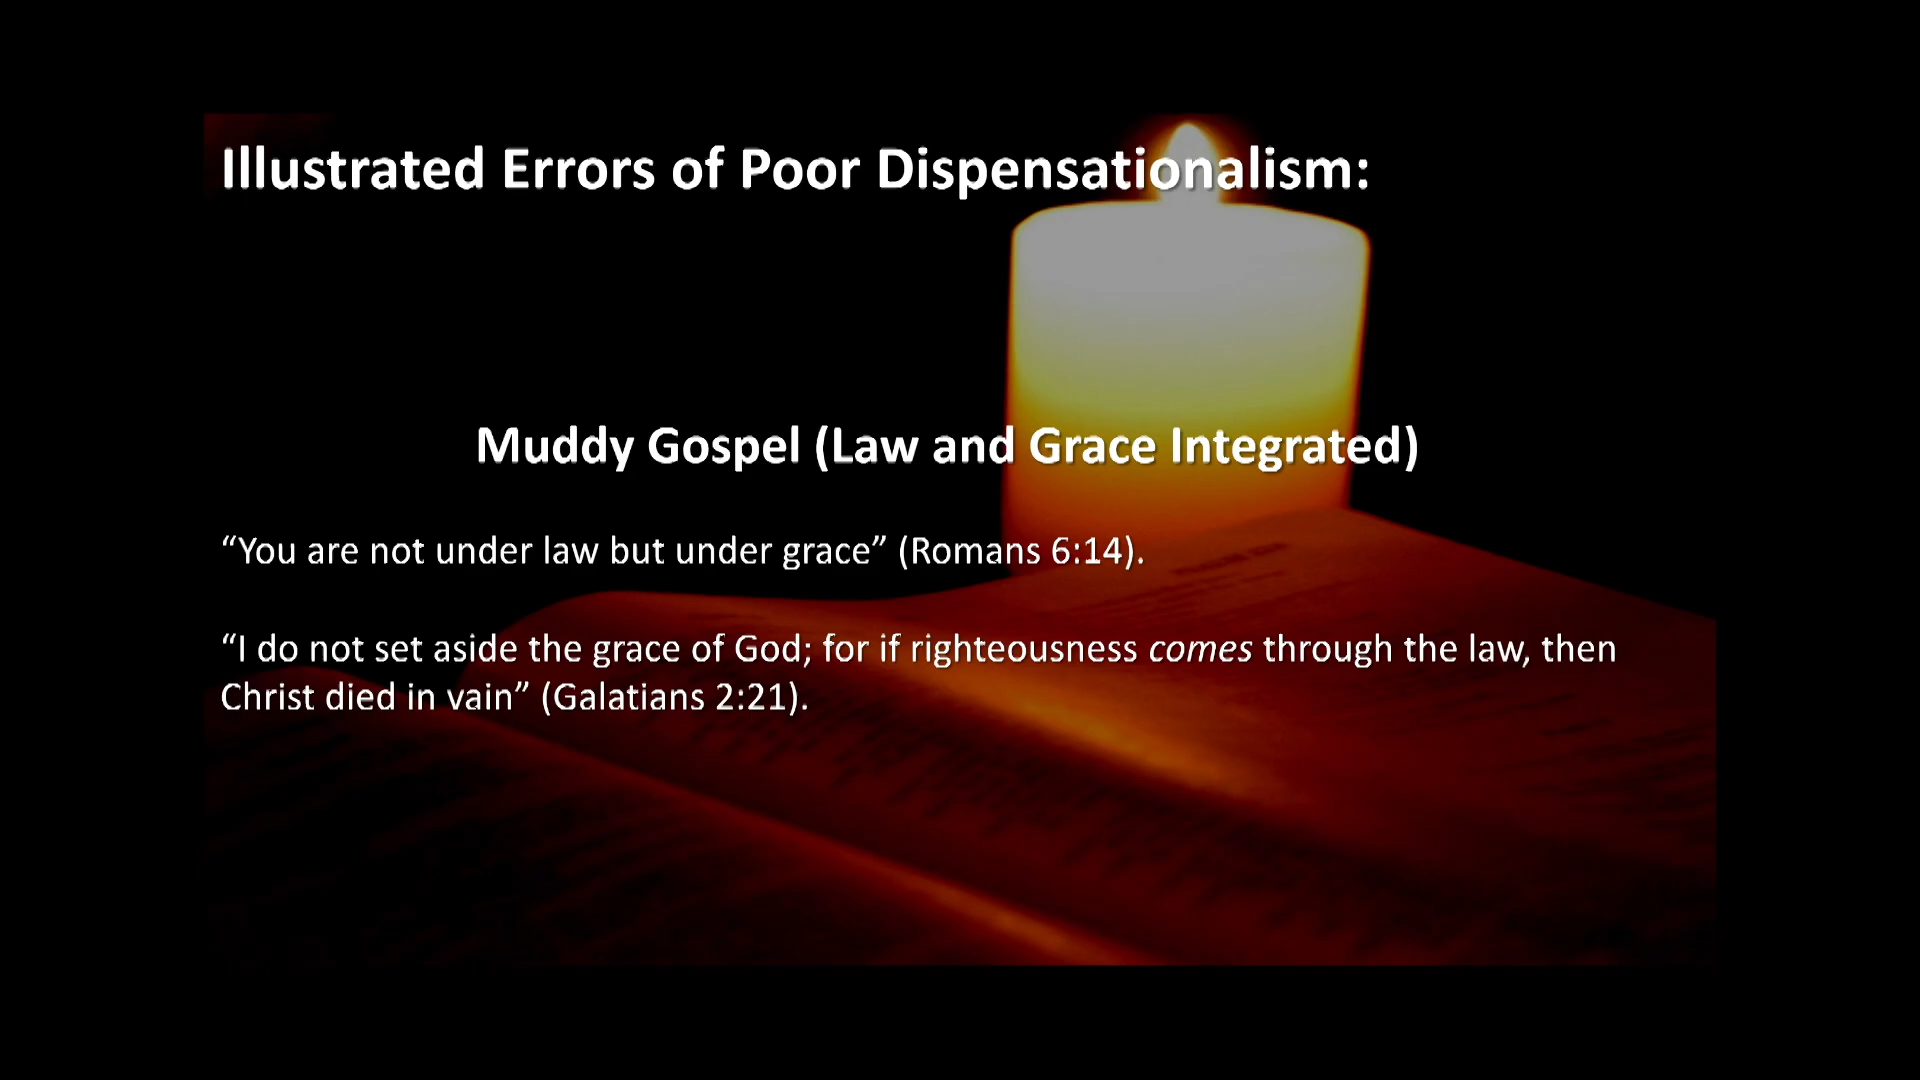 Illustrated Errors of Poor Dispensationalism:
Muddy Gospel (Law and Grace Integrated)
“You are not under law but under grace” (Romans 6:14).
“I do not set aside the grace of God; for if righteousness comes through the law, then
Christ died in vain” (Galatians 2:21).